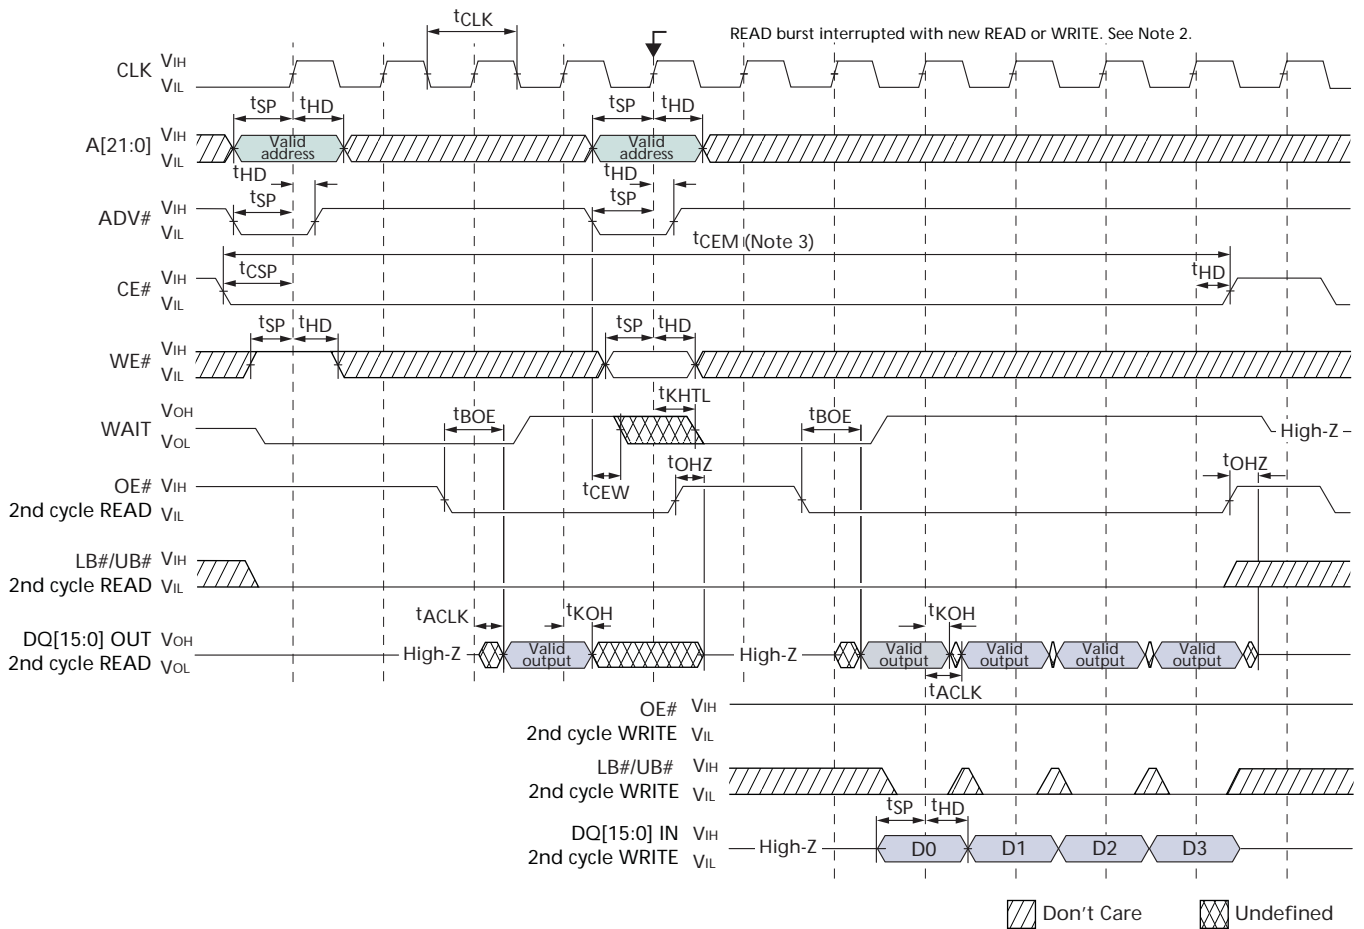 tCLK
READ burst interrupted with new READ or WRITE. See Note 2.
CLK VIH
VIL
tSP tHD tSP tHD
A[21:0] VIH
VIL
Valid address Valid address
tHD tHD
tSP tSP
ADV# VIH
VIL
tCEM (Note 3)
tCSP tHD
CE# VIH
VIL
tSP tHD tSP tHD
WE# VIH
VIL
tKHTL
tBOE tBOE
WAIT VOH
VOL
High-Z
tCEW tOHZ tOHZ
OE# VIH
2nd cycle READ VIL
LB#/UB# VIH
2nd cycle READ VIL
tACLK tKOH tKOH
DQ[15:0] OUT VOH
2nd cycle READ VOL
High-Z Valid output High-Z Valid output Valid output Valid output Valid output
tACLK
OE# VIH
2nd cycle WRITE VIL
LB#/UB# VIH
2nd cycle WRITE VIL
tSP tHD
DQ[15:0] IN VIH
2nd cycle WRITE VIL
High-Z D0 D1 D2 D3
Don't Care Undefined